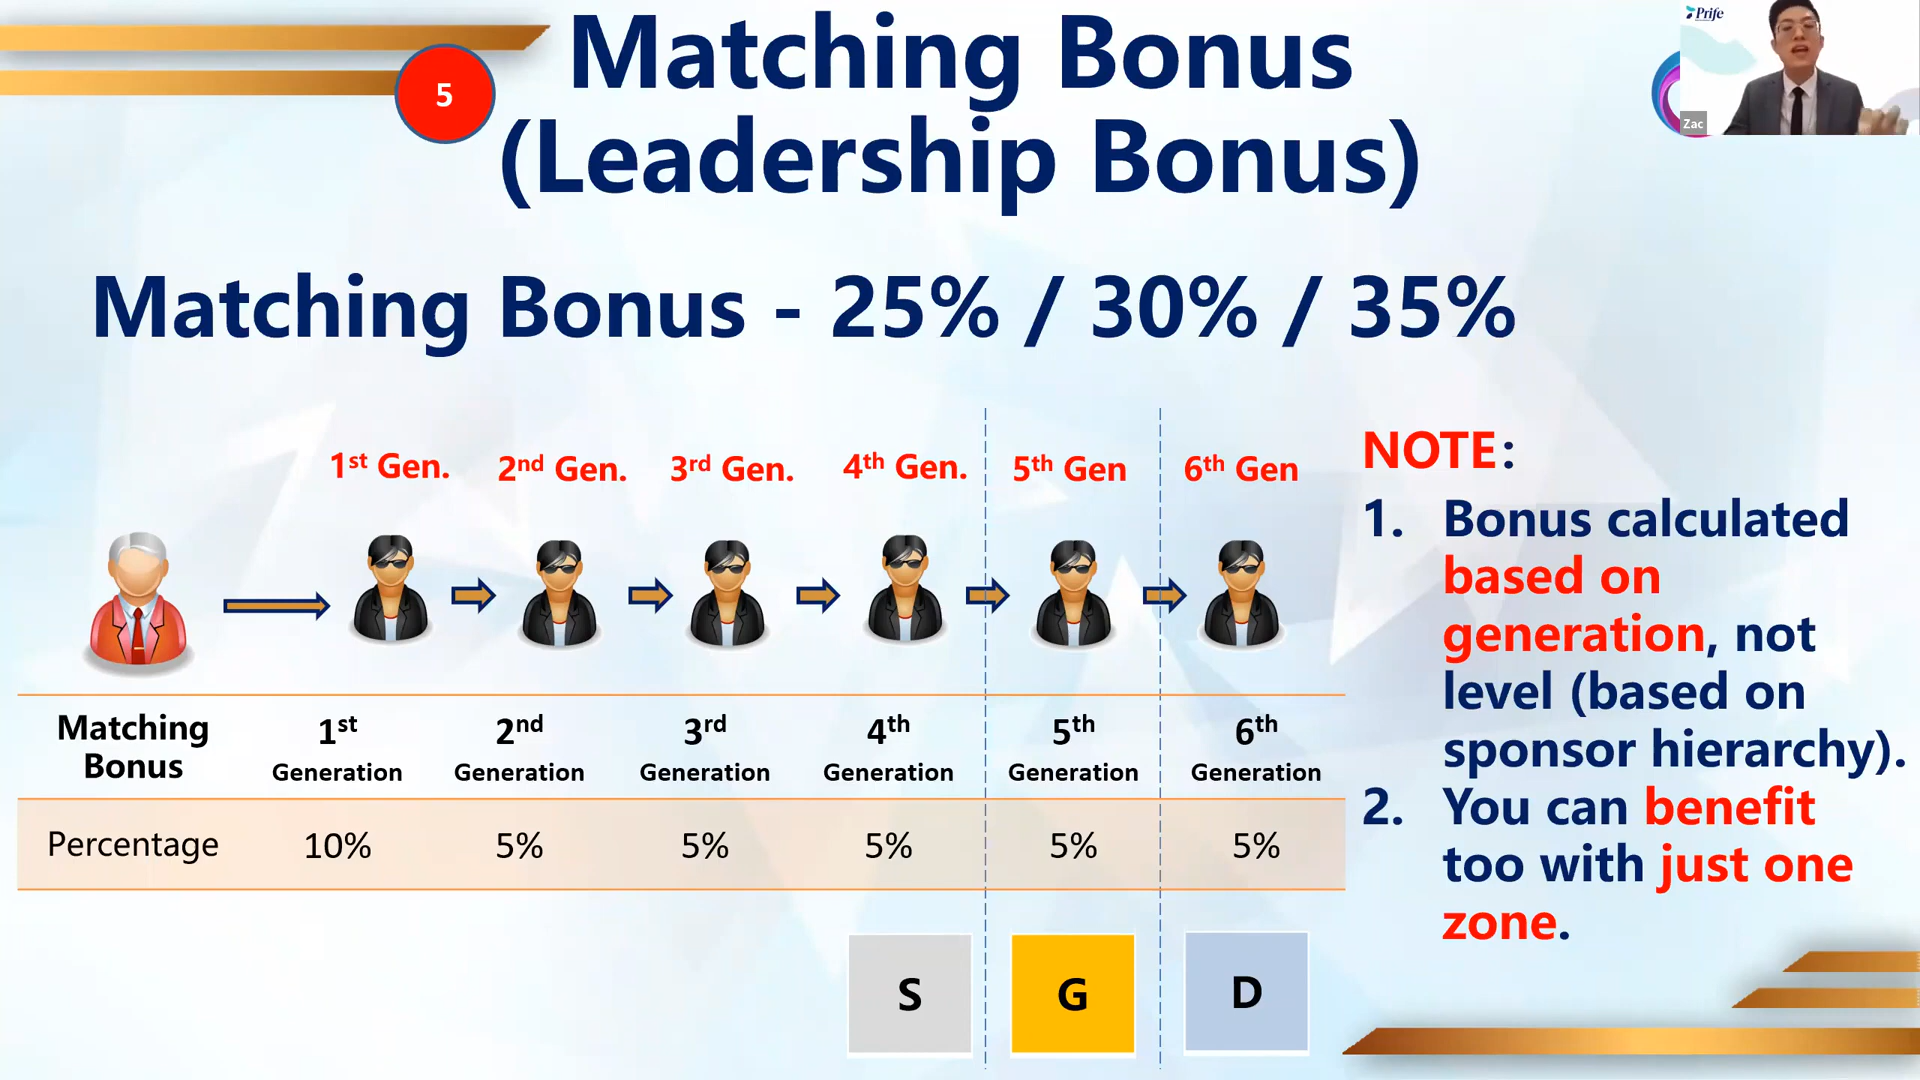 5
Matching Bonus
(Leadership Bonus)
Prife
Zac
Matching Bonus - 25% / 30% / 35%
1st Gen. 2nd Gen. 3rd Gen. 4th Gen. 5th Gen 6th Gen
Matching Bonus 1st Generation 2nd Generation 3rd Generation 4th Generation 5th Generation 6th Generation
Percentage 10% 5% 5% 5% 5% 5%
S G D
NOTE:
1. Bonus calculated
based on
generation, not
level (based on
sponsor hierarchy).
2. You can benefit
too with just one
zone.